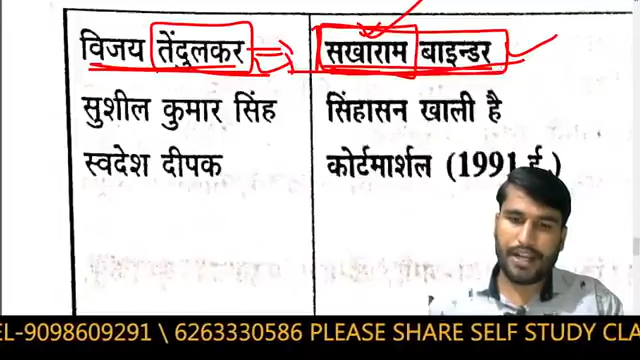 विजय तेंदुलकर सखाराम बाइन्डर
सुशील कुमार सिंह सिंहासन खाली है
स्वदेश दीपक कोर्टमार्शल (1991 ई.)
EL-9098609291 \ 6263330586 PLEASE SHARE SELF STUDY CLA